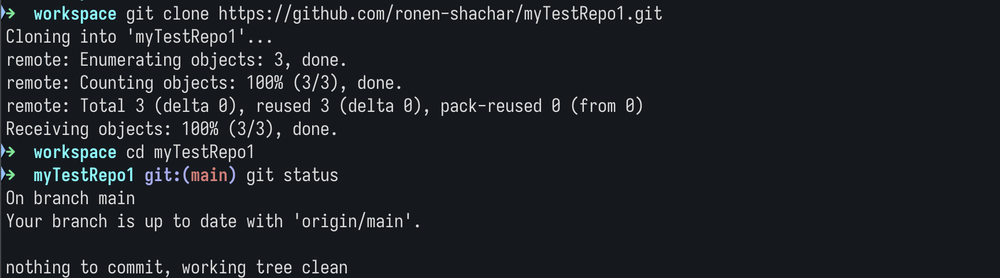 ➜  workspace git clone https://github.com/ronen-shachar/myTestRepo1.git
Cloning into 'myTestRepo1'...
remote: Enumerating objects: 3, done.
remote: Counting objects: 100% (3/3), done.
remote: Total 3 (delta 0), reused 3 (delta 0), pack-reused 0 (from 0)
Receiving objects: 100% (3/3), done.
➜  workspace cd myTestRepo1
➜  myTestRepo1 git:(main) git status
On branch main
Your branch is up to date with 'origin/main'.

nothing to commit, working tree clean